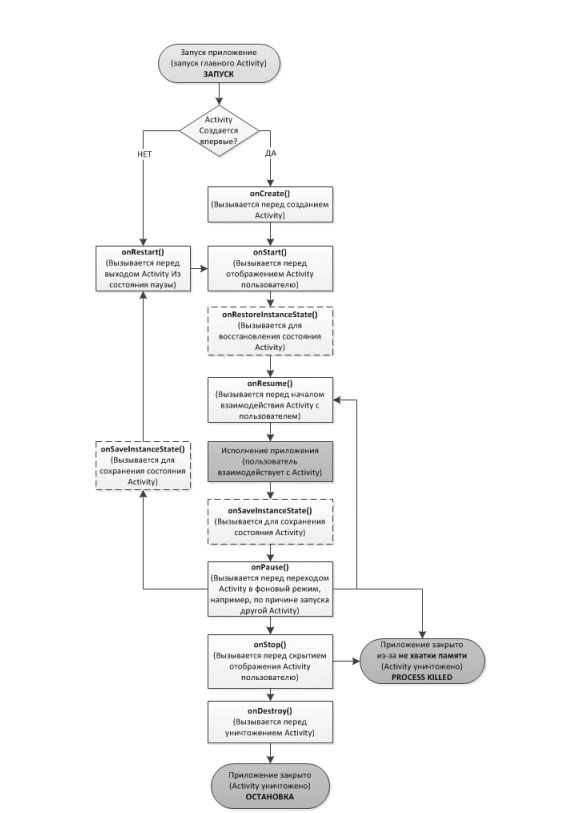 Запуск приложение
(запуск главного Activity)
ЗАПУСК
Activity
Создается
впервые?
НЕТ
ДА
onCreate()
(Вызывается перед созданием
Activity)
onRestart()
(Вызывается перед
выходом Activity Из
состояния паузы)
onStart()
(Вызывается перед
отображением Activity
пользователю)
onRestoreInstanceState()
(Вызывается для
восстановления состояния
Activity)
onResume()
(Вызывается перед началом
взаимодействия Activity с
пользователем)
Исполнение приложения
(пользователь
взаимодействует с Activity)
onSaveInstanceState()
(Вызывается для
сохранения состояния
Activity)
onSaveInstanceState()
(Вызывается для сохранения
состояния Activity)
onPause()
(Вызывается перед переходом
Activity в фоновый режим,
например, по причине запуска
другой Activity)
onStop()
(Вызывается перед скрытием
отображения Activity
пользователю)
Приложение закрыто
из-за не хватки памяти
(Activity уничтожено)
PROCESS KILLED
onDestroy()
(Вызывается перед
уничтожением Activity)
Приложение закрыто
(Activity уничтожено)
ОСТАНОВКА